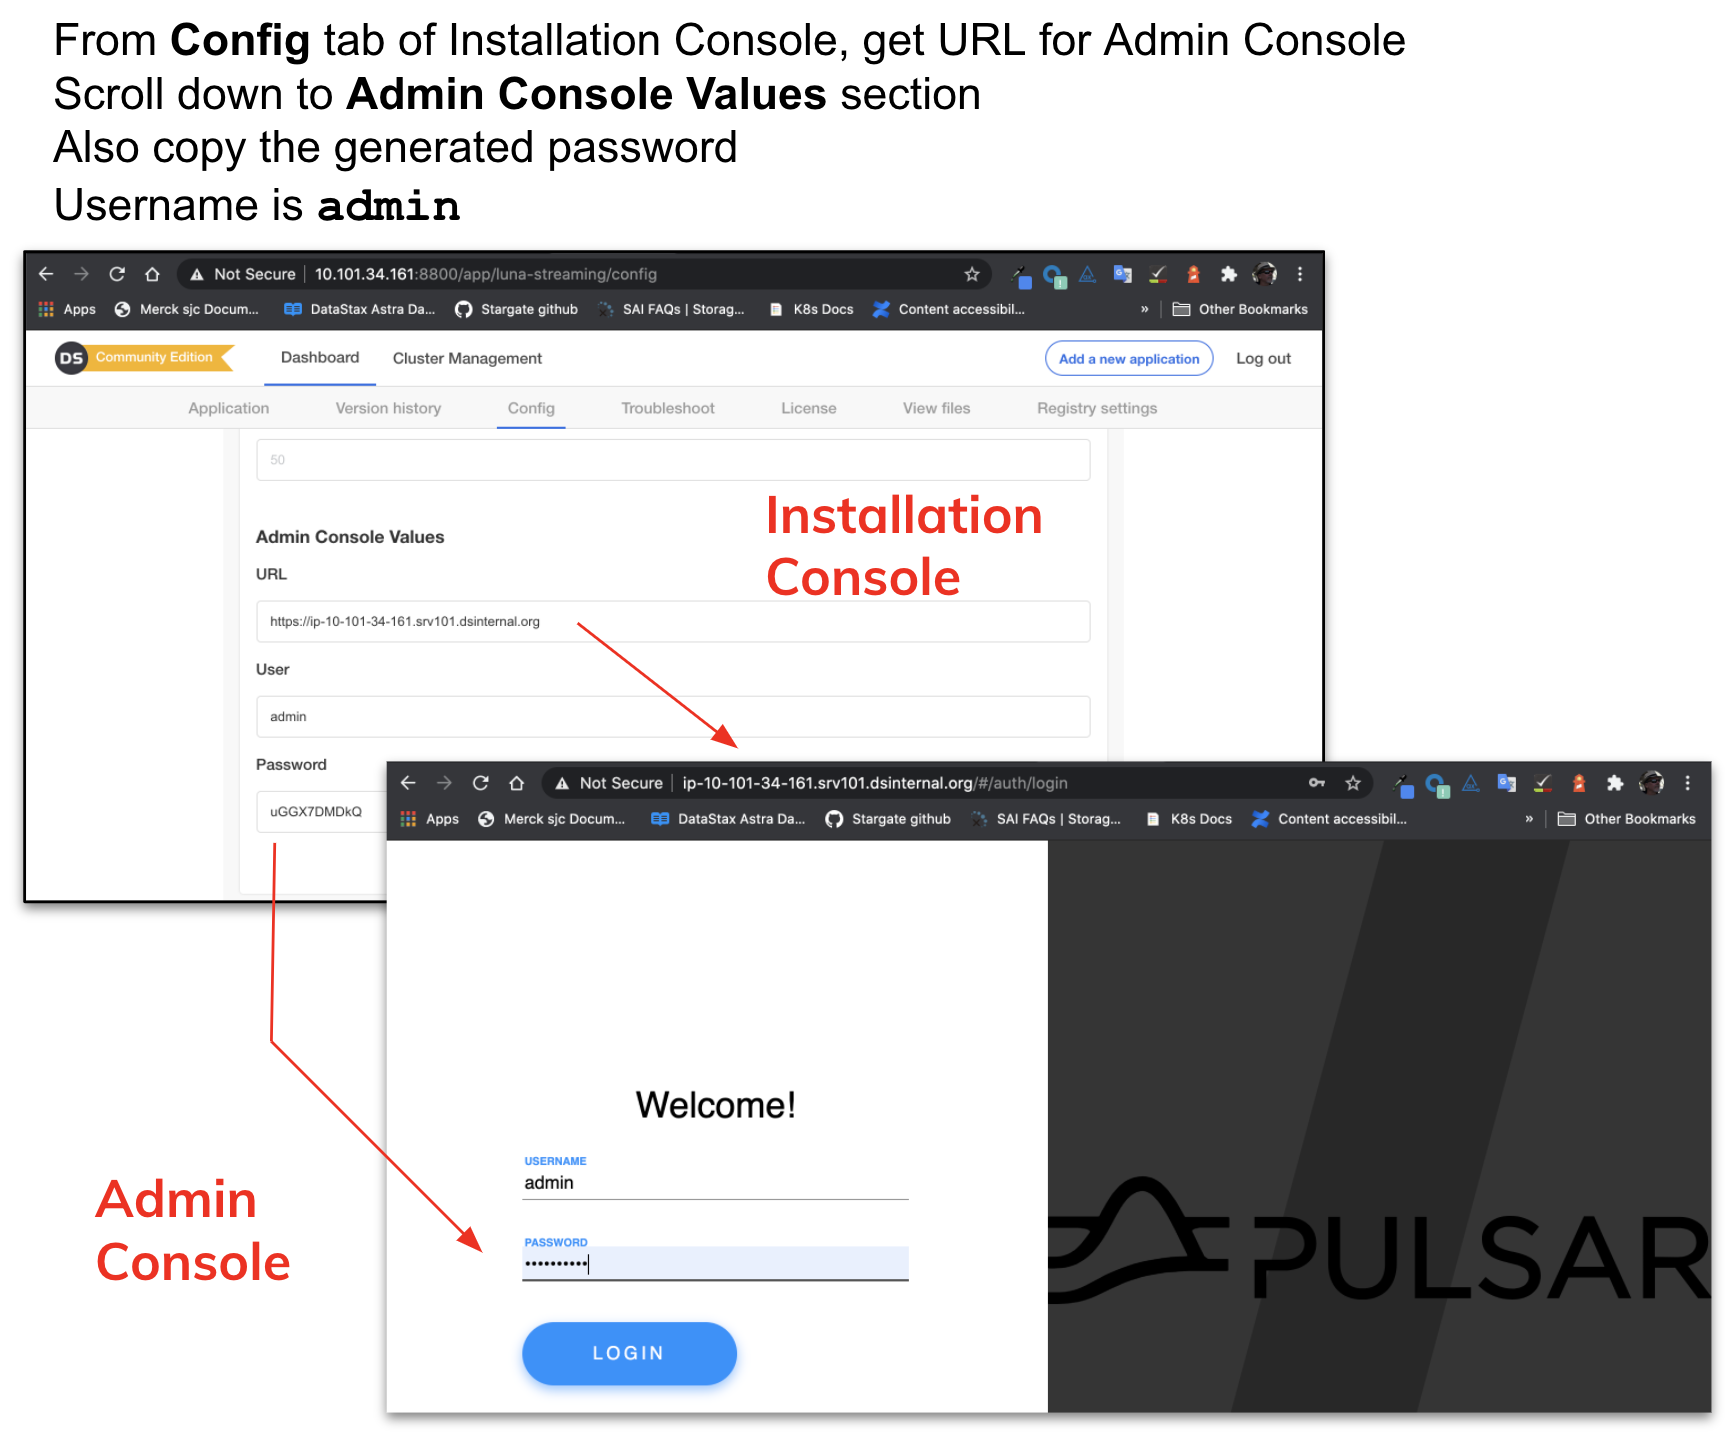 From Config tab of Installation Console, get URL for Admin Console
Scroll down to Admin Console Values section
Also copy the generated password
Username is admin
Not Secure 10.101.34.161:8800/app/luna-streaming/config
Apps Merck sjc Docum... DataStax Astra Da... Stargate github SAI FAQs | Storag... K8s Docs Content accessibil... » Other Bookmarks
DS Community Edition Dashboard Cluster Management Add a new application Log out
Application Version history Config Troubleshoot License View files Registry settings
50
Installation
Console
Admin Console Values
URL
https://ip-10-101-34-161.srv101.dsinternal.org
User
admin
Password
uGGX7DMDkQ
Not Secure ip-10-101-34-161.srv101.dsinternal.org/#/auth/login
Apps Merck sjc Docum... DataStax Astra Da... Stargate github SAI FAQs | Storag... K8s Docs Content accessibil... » Other Bookmarks
Welcome!
USERNAME
admin
PASSWORD
••••••••••
LOGIN
Admin
Console
PULSAR